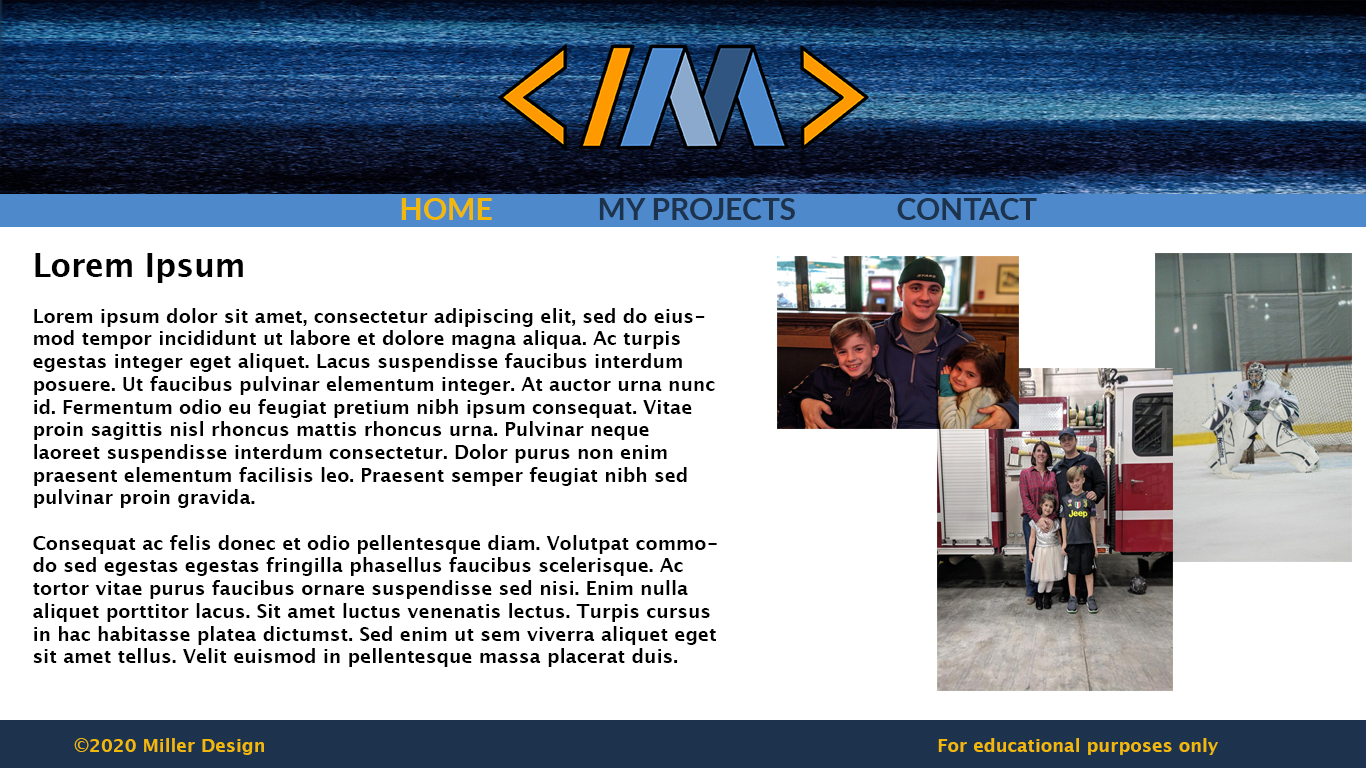 </M>
HOME MY PROJECTS CONTACT
Lorem Ipsum
Lorem ipsum dolor sit amet, consectetur adipiscing elit, sed do eius-
mod tempor incididunt ut labore et dolore magna aliqua. Ac turpis
egestas integer eget aliquet. Lacus suspendisse faucibus interdum
posuere. Ut faucibus pulvinar elementum integer. At auctor urna nunc
id. Fermentum odio eu feugiat pretium nibh ipsum consequat. Vitae
proin sagittis nisl rhoncus mattis rhoncus urna. Pulvinar neque
laoreet suspendisse interdum consectetur. Dolor purus non enim
praesent elementum facilisis leo. Praesent semper feugiat nibh sed
pulvinar proin gravida.
Consequat ac felis donec et odio pellentesque diam. Volutpat commo-
do sed egestas egestas fringilla phasellus faucibus scelerisque. Ac
tortor vitae purus faucibus ornare suspendisse sed nisi. Enim nulla
aliquet porttitor lacus. Sit amet luctus venenatis lectus. Turpis cursus
in hac habitasse platea dictumst. Sed enim ut sem viverra aliquet eget
sit amet tellus. Velit euismod in pellentesque massa placerat duis.
Jeep
©2020 Miller Design
For educational purposes only